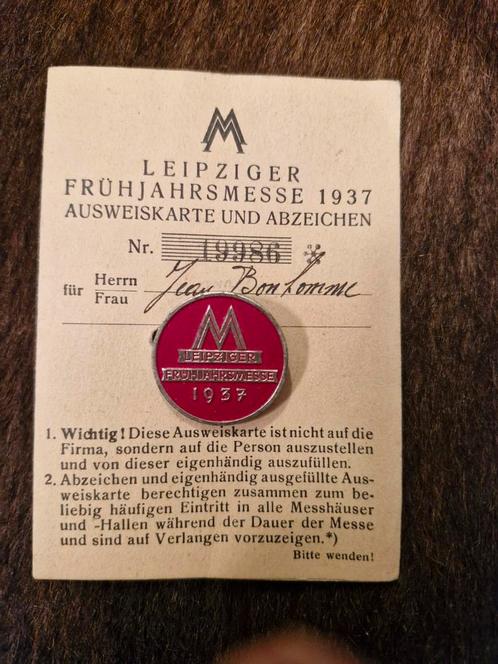 M
LEIPZIGER
FRÜHJAHRSMESSE 1937
AUSWEISKARTE UND ABZEICHEN
Nr. 19986 *
für Herrn Frau Jean Bonhomme
M
LEIPZIGER
FRÜHJAHRSMESSE
1937
1. Wichtig! Diese Ausweiskarte ist nicht auf die
Firma, sondern auf die Person auszustellen
und von dieser eigenhändig auszufüllen.
2. Abzeichen und eigenhändig ausgefüllte Aus-
weiskarte berechtigen zusammen zum be-
liebig häufigen Eintritt in alle Messhäuser
und -Hallen während der Dauer der Messe
und sind auf Verlangen vorzuzeigen.*)
Bitte wenden!